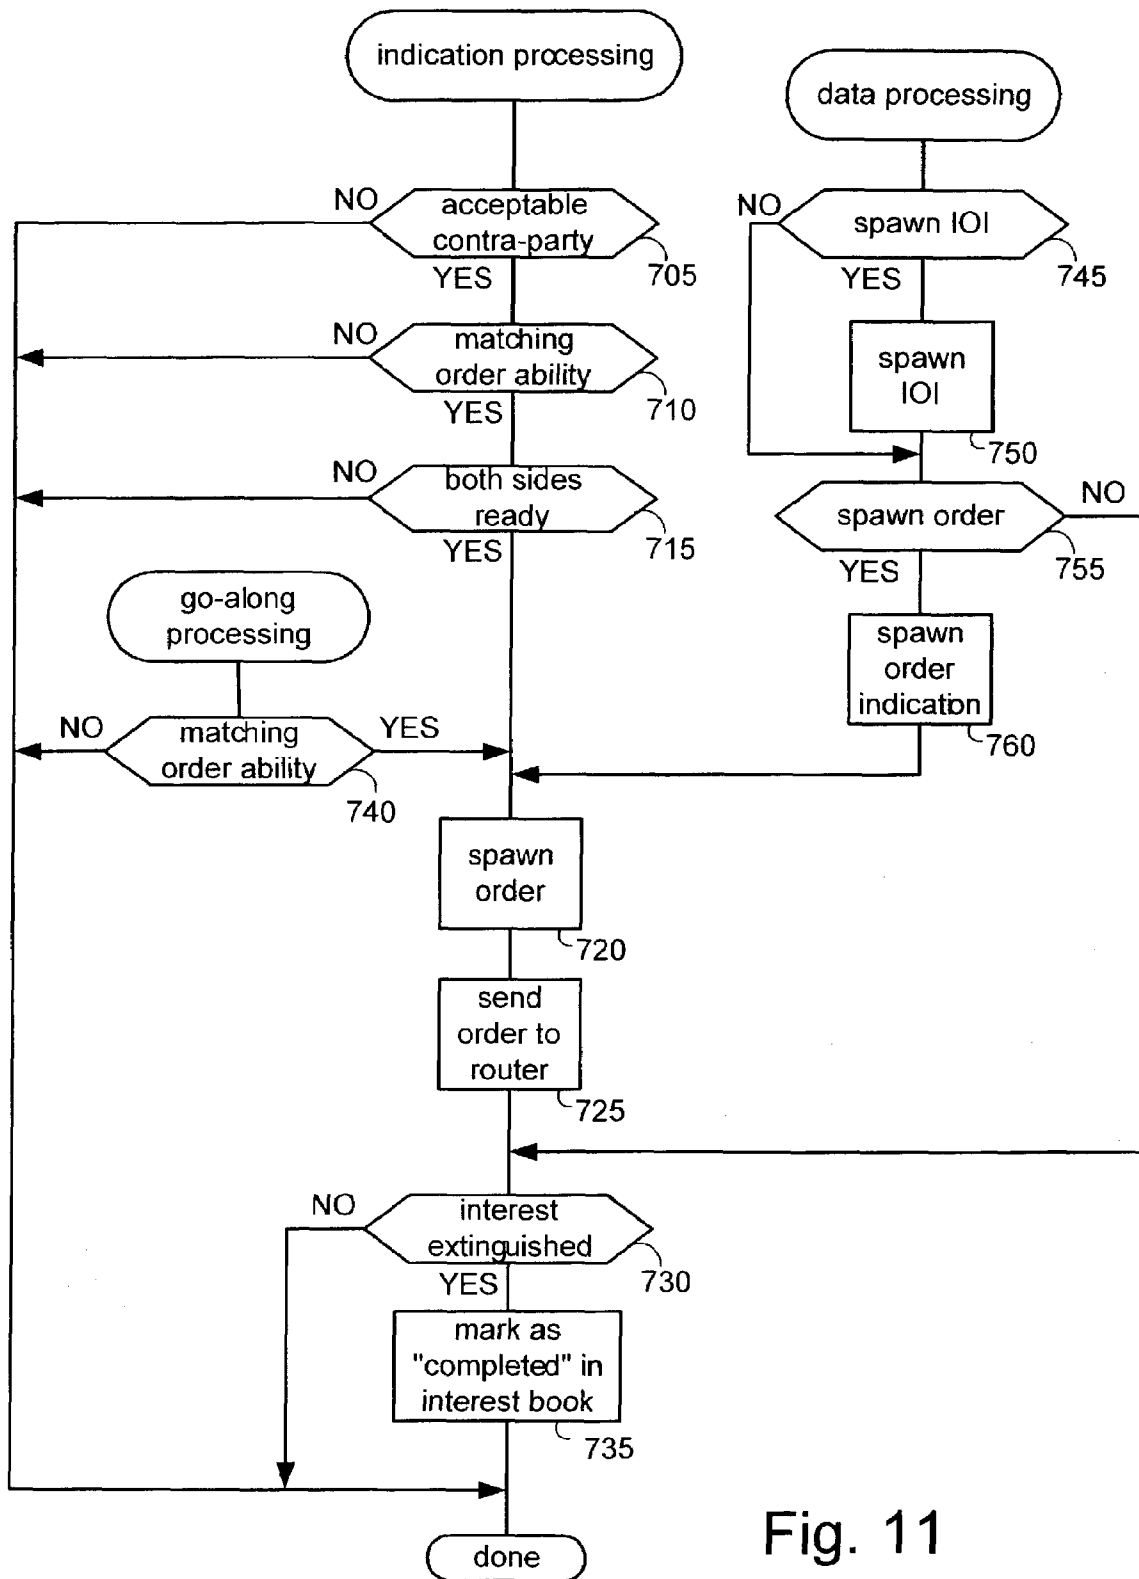 indication processing
data processing
NO
acceptable
contra-party
705
YES
NO
spawn IOI
745
YES
NO
matching
order ability
710
YES
spawn
IOI
750
NO
both sides
ready
715
YES
spawn order
NO
755
YES
go-along
processing
spawn
order
indication
760
NO
matching
order ability
YES
740
spawn
order
720
send
order to
router
725
NO
interest
extinguished
730
YES
mark as
"completed" in
interest book
735
done
Fig. 11